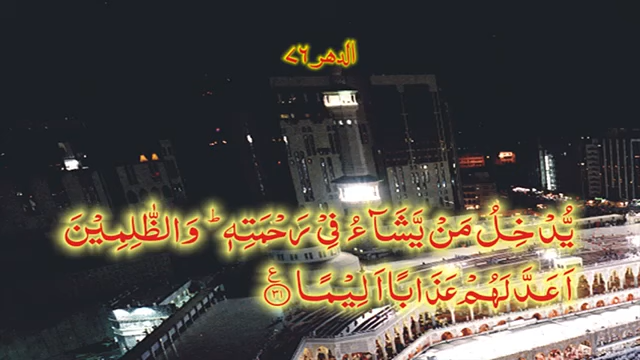 الدهر ٧٦
يُّدۡخِلُ مَنۡ يَّشَآءُ فِىۡ رَحۡمَتِهٖ ؕ وَالظّٰلِمِيۡنَ
اَعَدَّ لَهُمۡ عَذَابًا اَلِيۡمًا ع ٣١